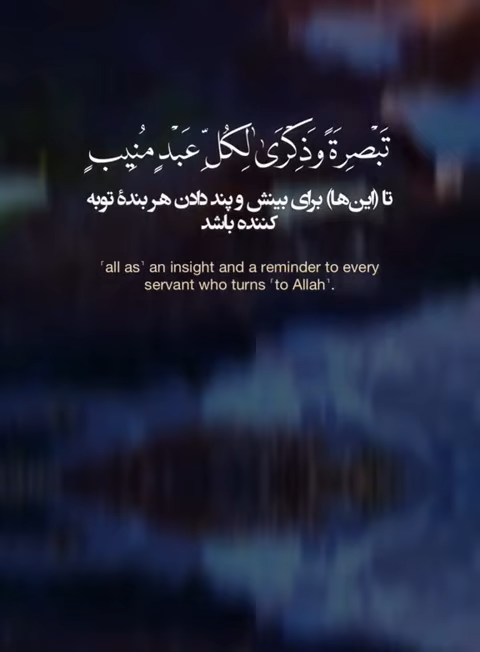 تَبْصِرَةً وَذِكْرَىٰ لِكُلِّ عَبْدٍ مُنِيبٍ
تا (این‌ها) برای بینش و پند دادن هر بندهٔ توبه
کننده باشد
˹all as˺ an insight and a reminder to every
servant who turns ˹to Allah˺.